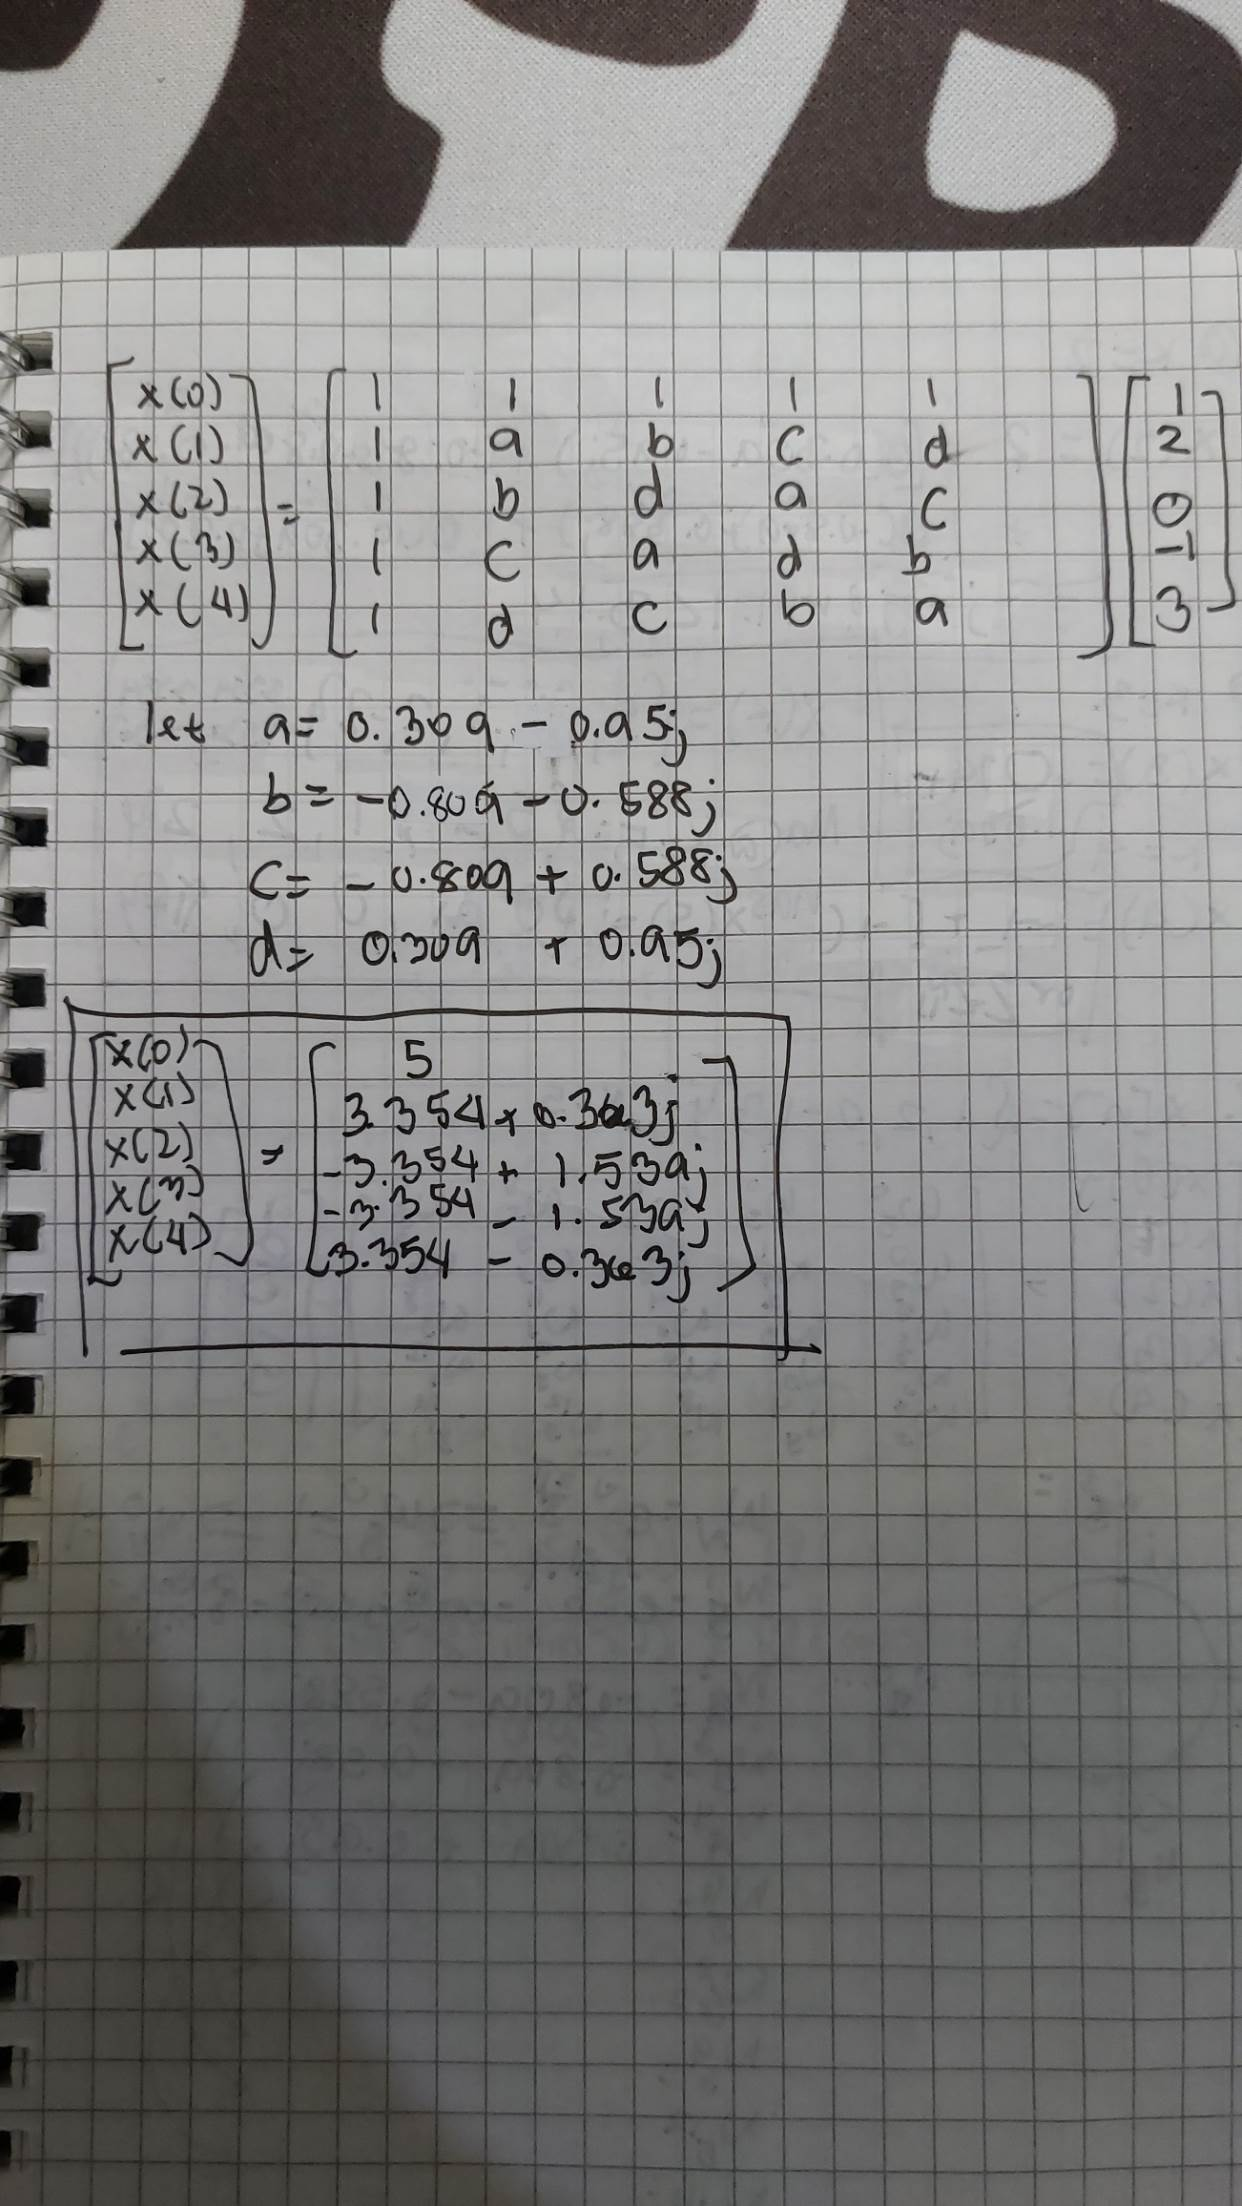 [x(0)] = [1 1 1 1 1] [1]
[x(1)] [1 a b c d] [2]
[x(2)] = [1 b d a c] [0]
[x(3)] [1 c a d b] [-1]
[x(4)] [1 d c b a] [3]
let a = 0.309 - 0.95j
b = -0.809 - 0.588j
c = -0.809 + 0.588j
d = 0.309 + 0.95j
[x(0)] [5]
[x(1)] [3.354 + 0.363j]
[x(2)] = [-3.354 + 1.539j]
[x(3)] [-3.354 - 1.539j]
[x(4)] [3.354 - 0.363j]